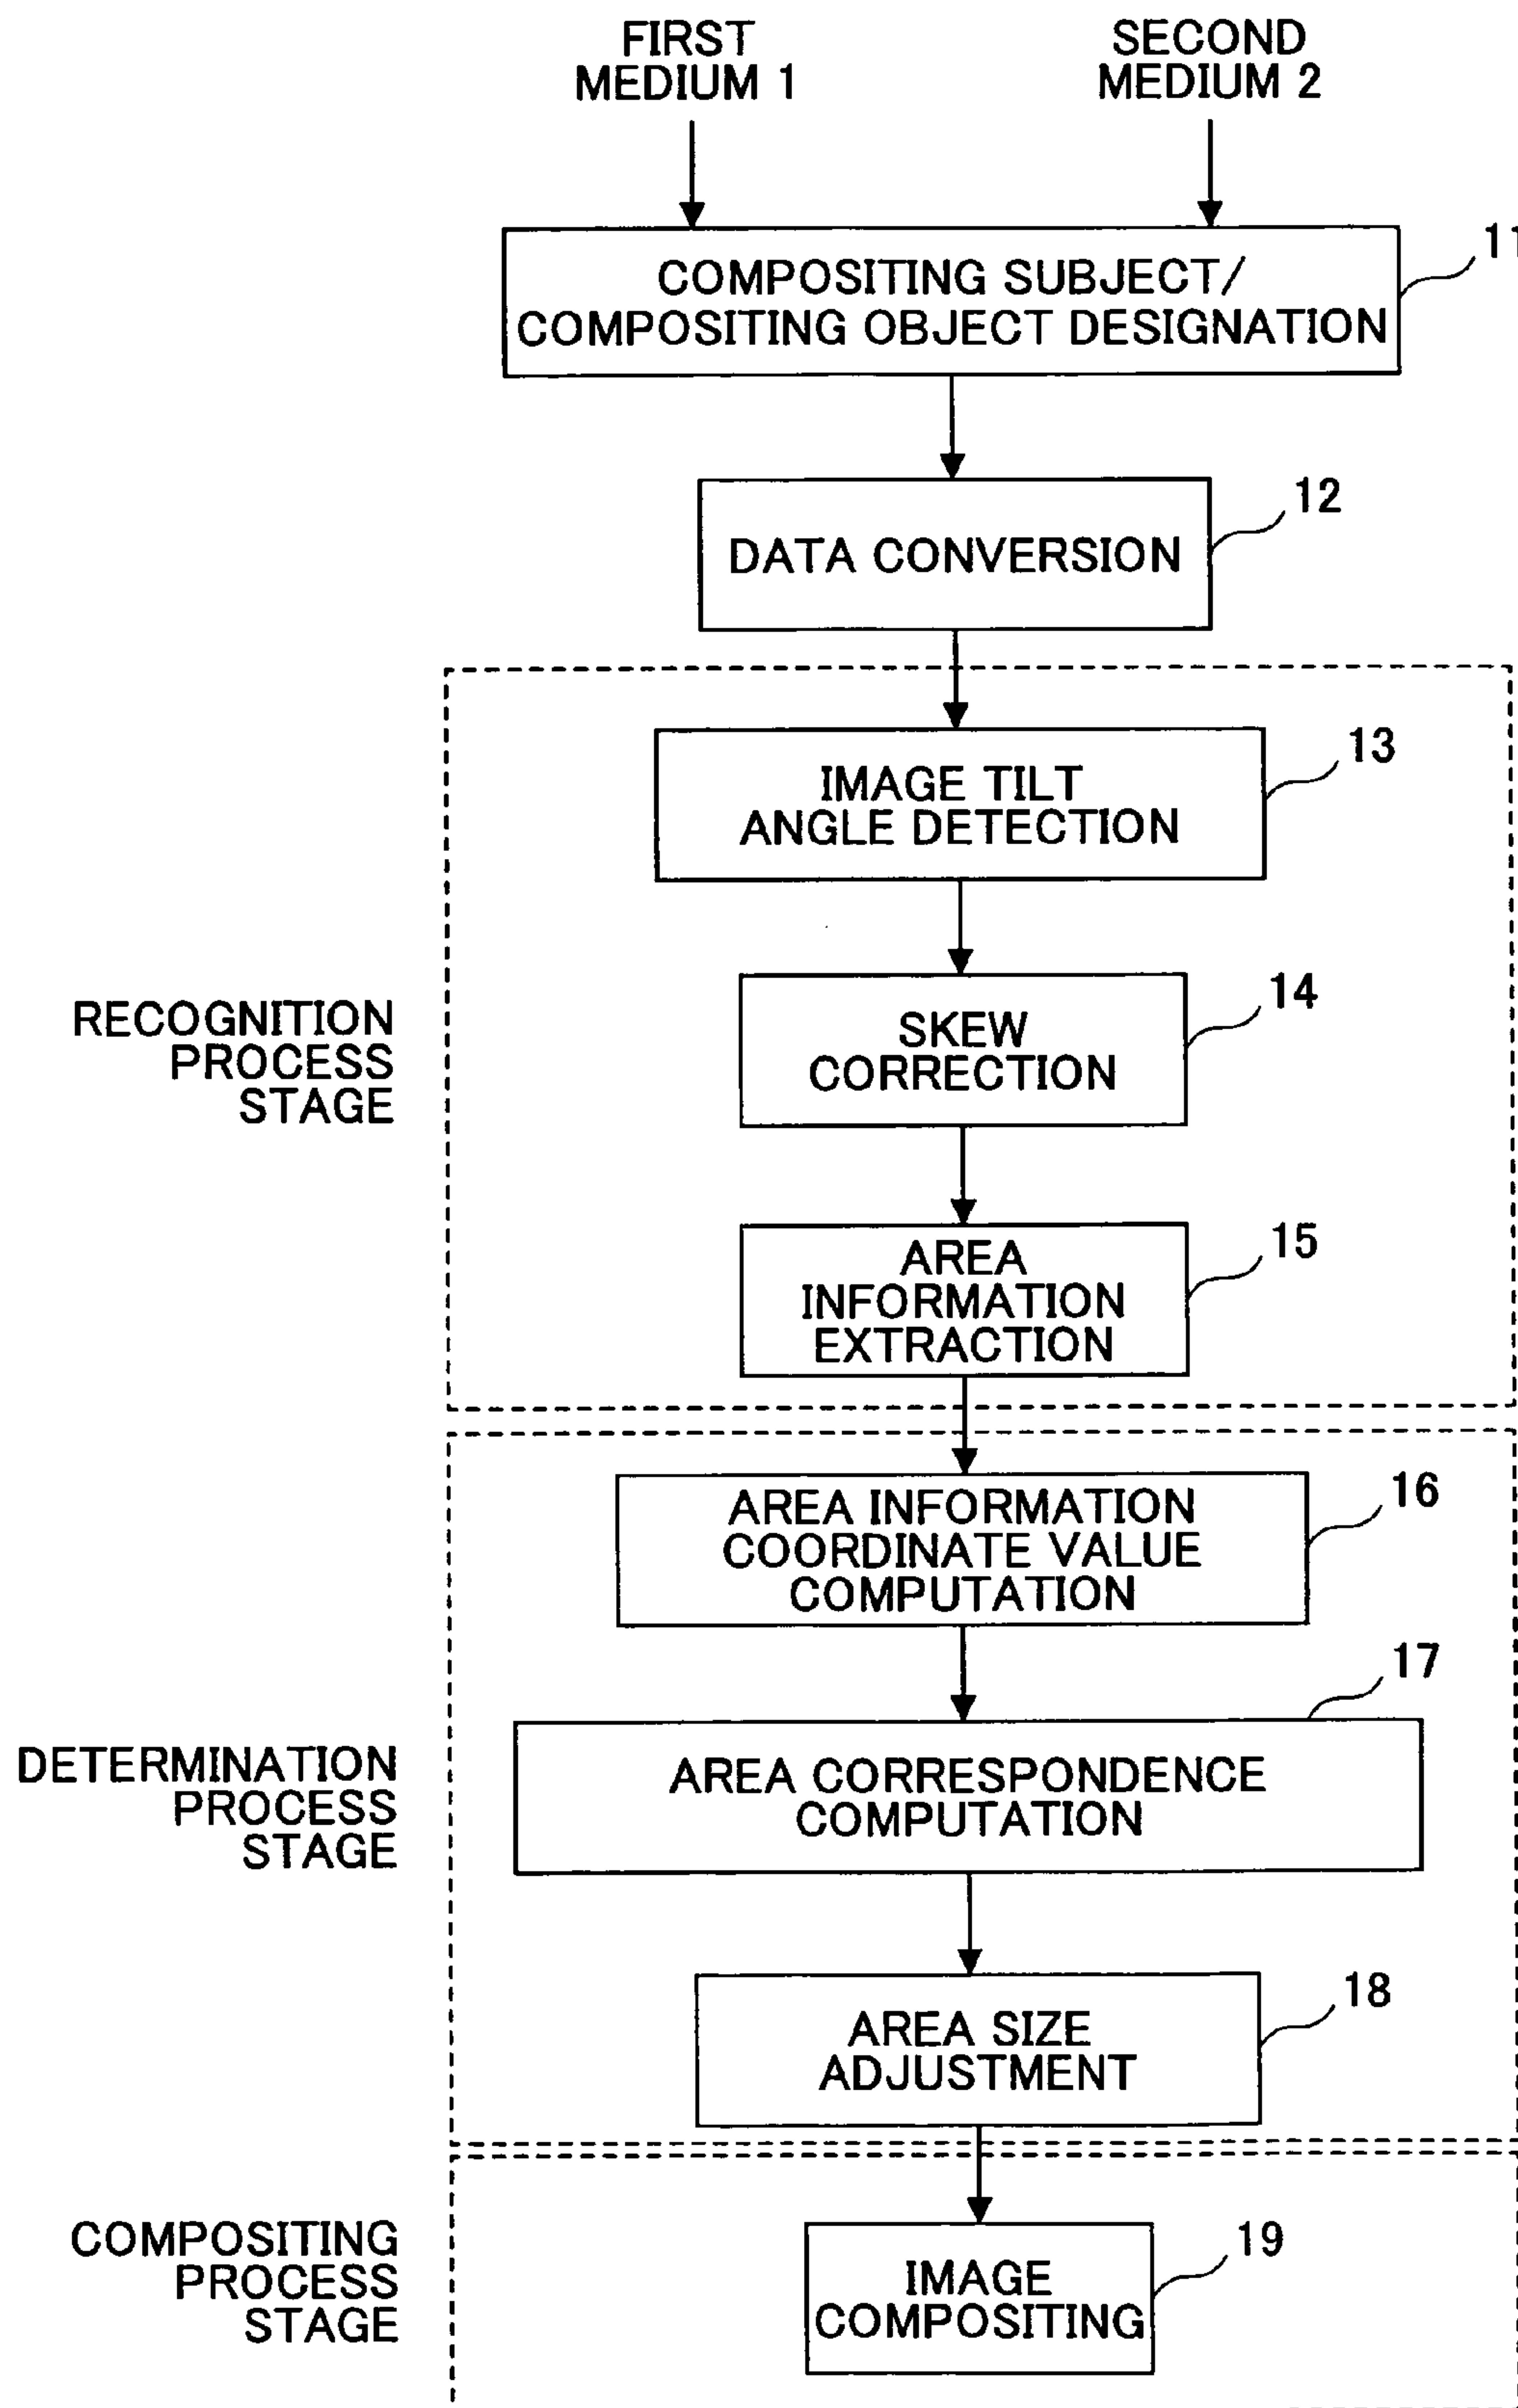 FIRST
MEDIUM 1
SECOND
MEDIUM 2
11
COMPOSITING SUBJECT/
COMPOSITING OBJECT DESIGNATION
12
DATA CONVERSION
13
IMAGE TILT
ANGLE DETECTION
RECOGNITION
PROCESS
STAGE
14
SKEW
CORRECTION
15
AREA
INFORMATION
EXTRACTION
16
AREA INFORMATION
COORDINATE VALUE
COMPUTATION
17
DETERMINATION
PROCESS
STAGE
AREA CORRESPONDENCE
COMPUTATION
18
AREA SIZE
ADJUSTMENT
COMPOSITING
PROCESS
STAGE
19
IMAGE
COMPOSITING